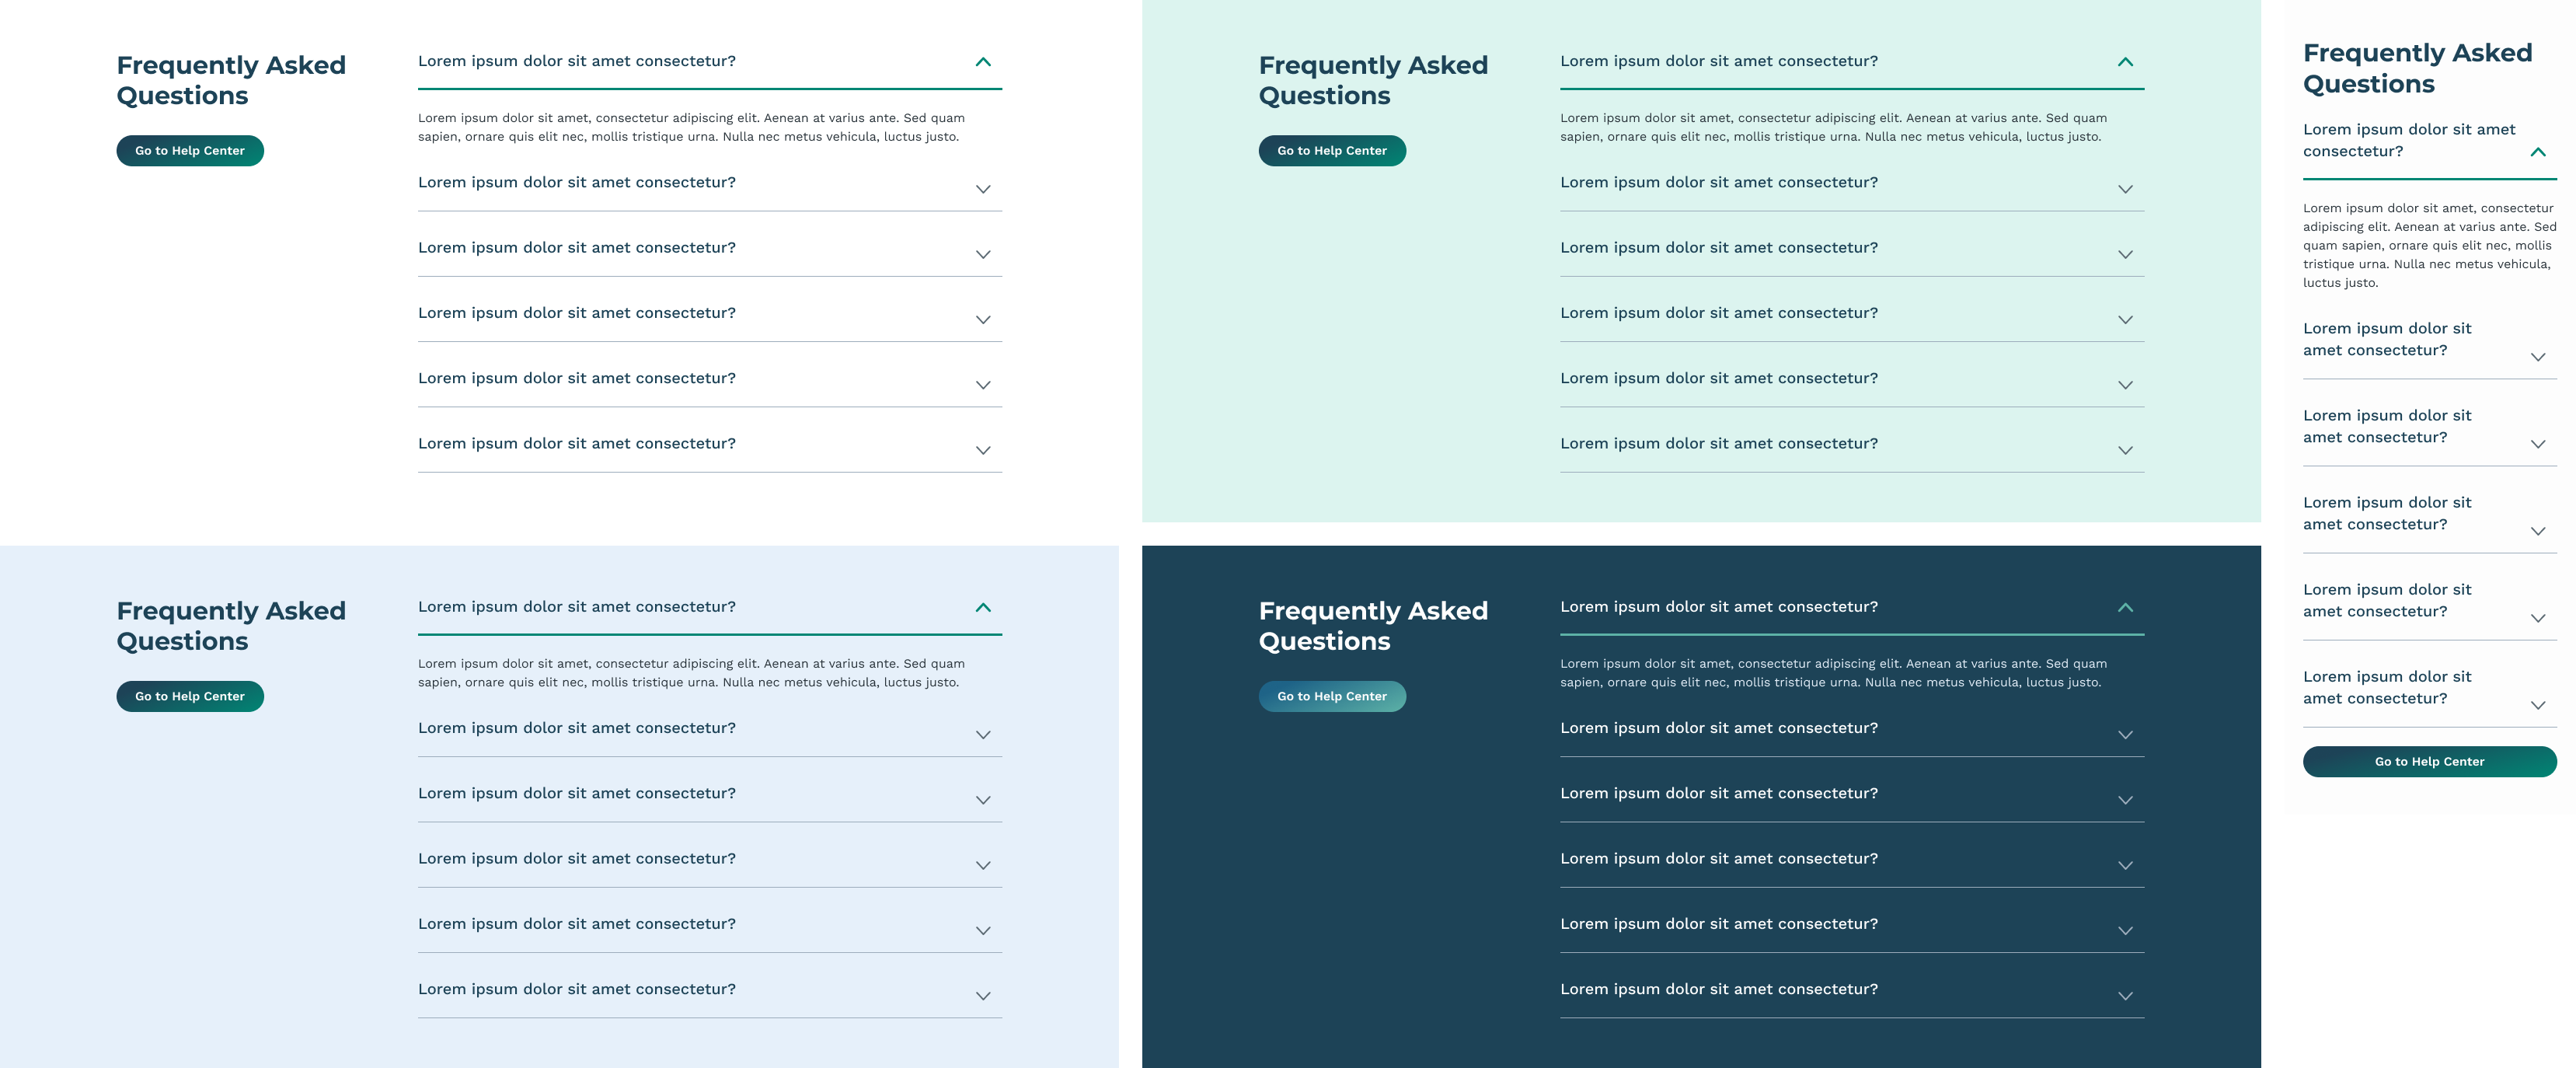 Frequently Asked
Questions
Go to Help Center
Lorem ipsum dolor sit amet consectetur?
Lorem ipsum dolor sit amet, consectetur adipiscing elit. Aenean at varius ante. Sed quam
sapien, ornare quis elit nec, mollis tristique urna. Nulla nec metus vehicula, luctus justo.
Lorem ipsum dolor sit amet consectetur?
Lorem ipsum dolor sit amet consectetur?
Lorem ipsum dolor sit amet consectetur?
Lorem ipsum dolor sit amet consectetur?
Lorem ipsum dolor sit amet consectetur?
Frequently Asked
Questions
Go to Help Center
Lorem ipsum dolor sit amet consectetur?
Lorem ipsum dolor sit amet, consectetur adipiscing elit. Aenean at varius ante. Sed quam
sapien, ornare quis elit nec, mollis tristique urna. Nulla nec metus vehicula, luctus justo.
Lorem ipsum dolor sit amet consectetur?
Lorem ipsum dolor sit amet consectetur?
Lorem ipsum dolor sit amet consectetur?
Lorem ipsum dolor sit amet consectetur?
Lorem ipsum dolor sit amet consectetur?
Frequently Asked
Questions
Go to Help Center
Lorem ipsum dolor sit amet consectetur?
Lorem ipsum dolor sit amet, consectetur adipiscing elit. Aenean at varius ante. Sed quam
sapien, ornare quis elit nec, mollis tristique urna. Nulla nec metus vehicula, luctus justo.
Lorem ipsum dolor sit amet consectetur?
Lorem ipsum dolor sit amet consectetur?
Lorem ipsum dolor sit amet consectetur?
Lorem ipsum dolor sit amet consectetur?
Lorem ipsum dolor sit amet consectetur?
Frequently Asked
Questions
Go to Help Center
Lorem ipsum dolor sit amet consectetur?
Lorem ipsum dolor sit amet, consectetur adipiscing elit. Aenean at varius ante. Sed quam
sapien, ornare quis elit nec, mollis tristique urna. Nulla nec metus vehicula, luctus justo.
Lorem ipsum dolor sit amet consectetur?
Lorem ipsum dolor sit amet consectetur?
Lorem ipsum dolor sit amet consectetur?
Lorem ipsum dolor sit amet consectetur?
Lorem ipsum dolor sit amet consectetur?
Frequently Asked
Questions
Lorem ipsum dolor sit amet
consectetur?
Lorem ipsum dolor sit amet, consectetur
adipiscing elit. Aenean at varius ante. Sed
quam sapien, ornare quis elit nec, mollis
tristique urna. Nulla nec metus vehicula,
luctus justo.
Lorem ipsum dolor sit
amet consectetur?
Lorem ipsum dolor sit
amet consectetur?
Lorem ipsum dolor sit
amet consectetur?
Lorem ipsum dolor sit
amet consectetur?
Lorem ipsum dolor sit
amet consectetur?
Go to Help Center